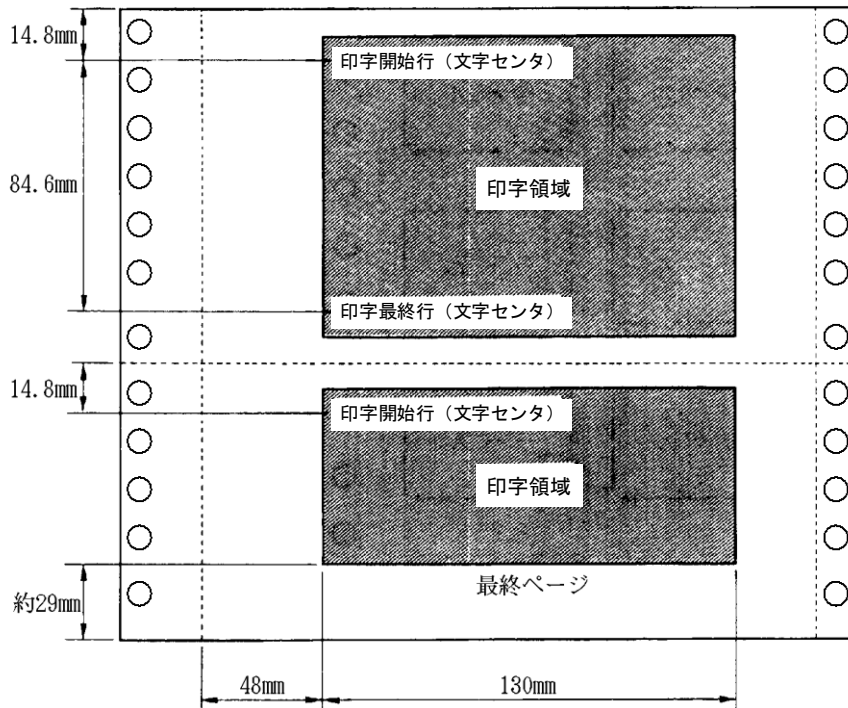 14.8mm
印字開始行（文字センタ）
84.6mm
印字領域
印字最終行（文字センタ）
14.8mm
印字開始行（文字センタ）
印字領域
最終ページ
約29mm
48mm
130mm